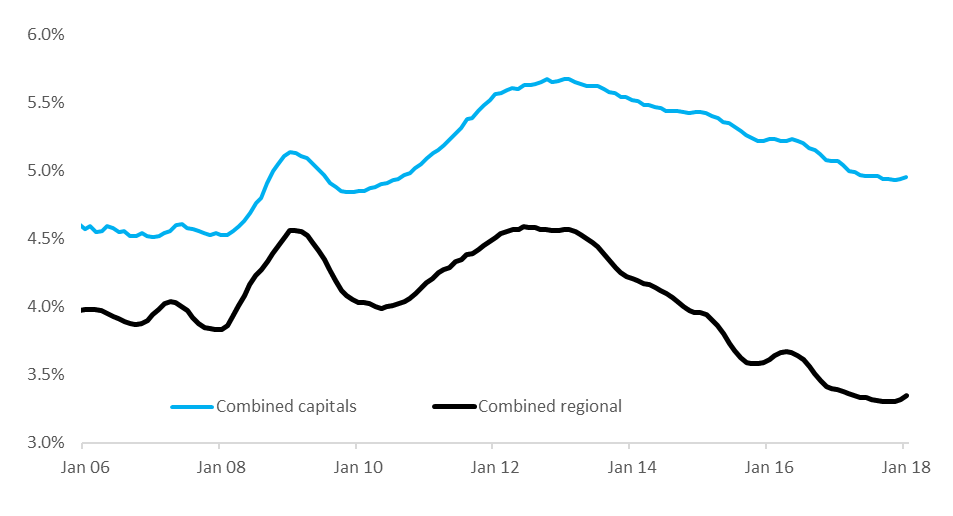 6.0%
5.5%
5.0%
4.5%
4.0%
3.5%
3.0%
Combined capitals
Combined regional
Jan 06
Jan 08
Jan 10
Jan 12
Jan 14
Jan 16
Jan 18